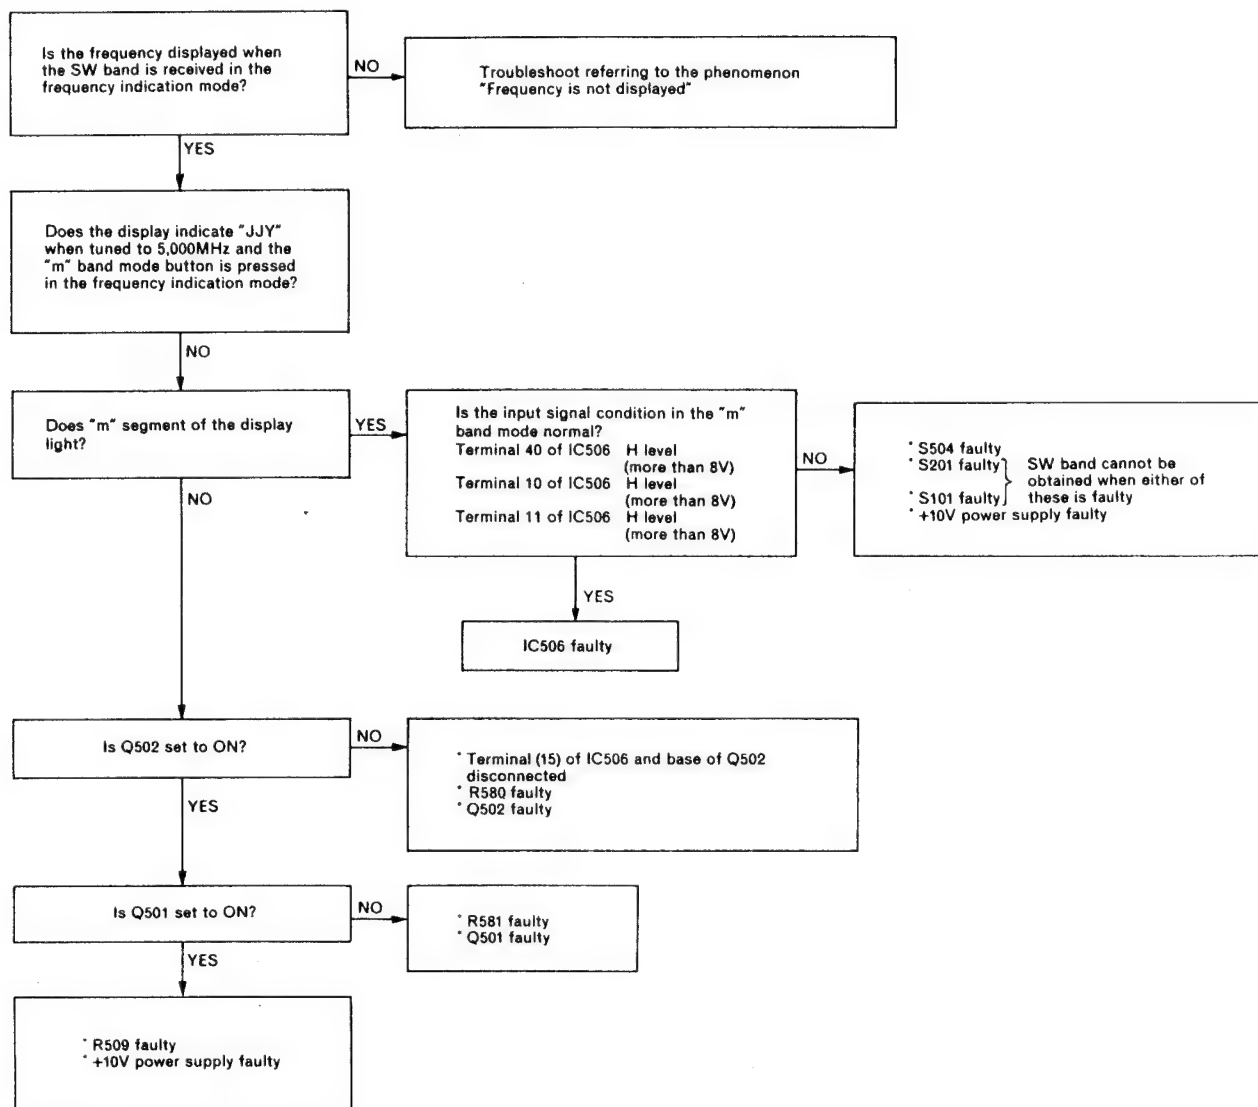 Is the frequency displayed when
the SW band is received in the
frequency indication mode?
NO
Troubleshoot referring to the phenomenon
"Frequency is not displayed"
YES
Does the display indicate "JJY"
when tuned to 5,000MHz and the
"m" band mode button is pressed
in the frequency indication mode?
NO
Does "m" segment of the display
light?
YES
Is the input signal condition in the "m"
band mode normal?
Terminal 40 of IC506 H level
(more than 8V)
Terminal 10 of IC506 H level
(more than 8V)
Terminal 11 of IC506 H level
(more than 8V)
NO
* S504 faulty
* S201 faulty
* S101 faulty
SW band cannot be
obtained when either of
these is faulty
* +10V power supply faulty
YES
IC506 faulty
NO
Is Q502 set to ON?
NO
* Terminal (15) of IC506 and base of Q502
disconnected
* R580 faulty
* Q502 faulty
YES
Is Q501 set to ON?
NO
* R581 faulty
* Q501 faulty
YES
* R509 faulty
* +10V power supply faulty